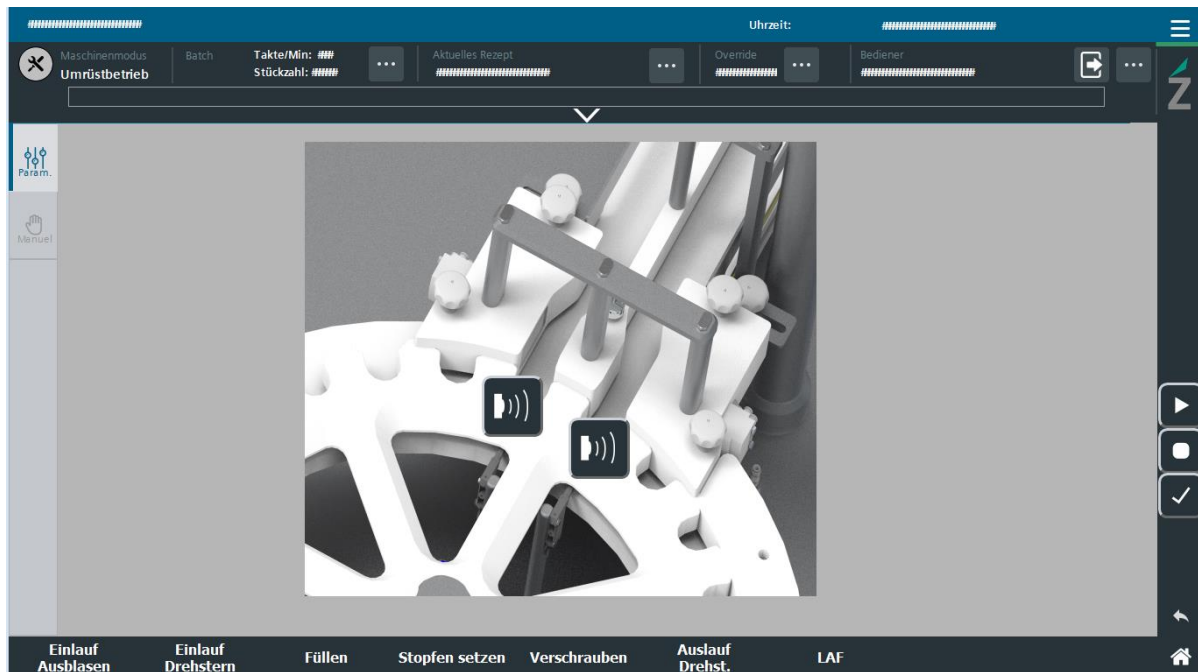 ##########################
Uhrzeit:
##########################
Maschinenmodus
Umrüstbetrieb
Batch
Takte/Min: ###
Stückzahl: #####
Aktuelles Rezept
##########################
Override
##############
Bediener
##########################
Z
Param.
Manuel
Einlauf
Ausblasen
Einlauf
Drehstern
Füllen
Stopfen setzen
Verschrauben
Auslauf
Drehst.
LAF